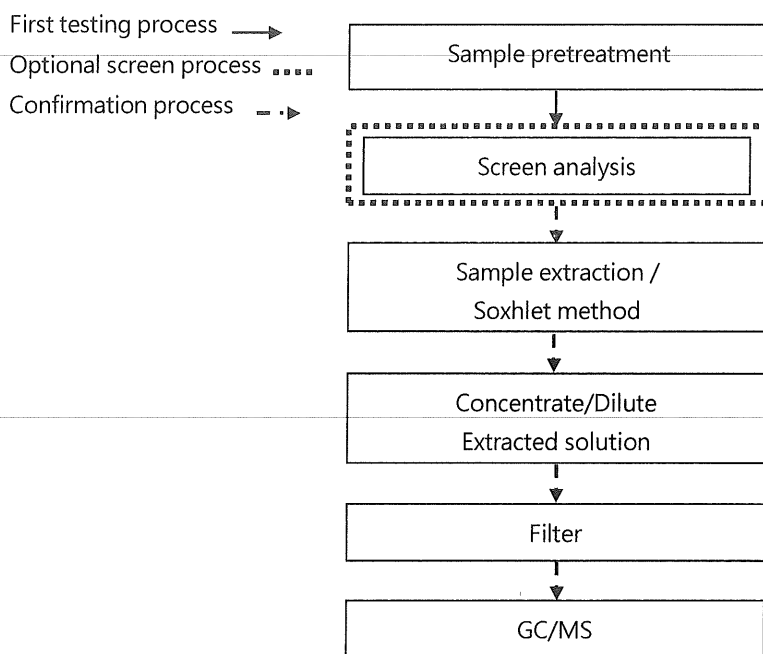 First testing process
Optional screen process
Confirmation process
Sample pretreatment
Screen analysis
Sample extraction /
Soxhlet method
Concentrate/Dilute
Extracted solution
Filter
GC/MS